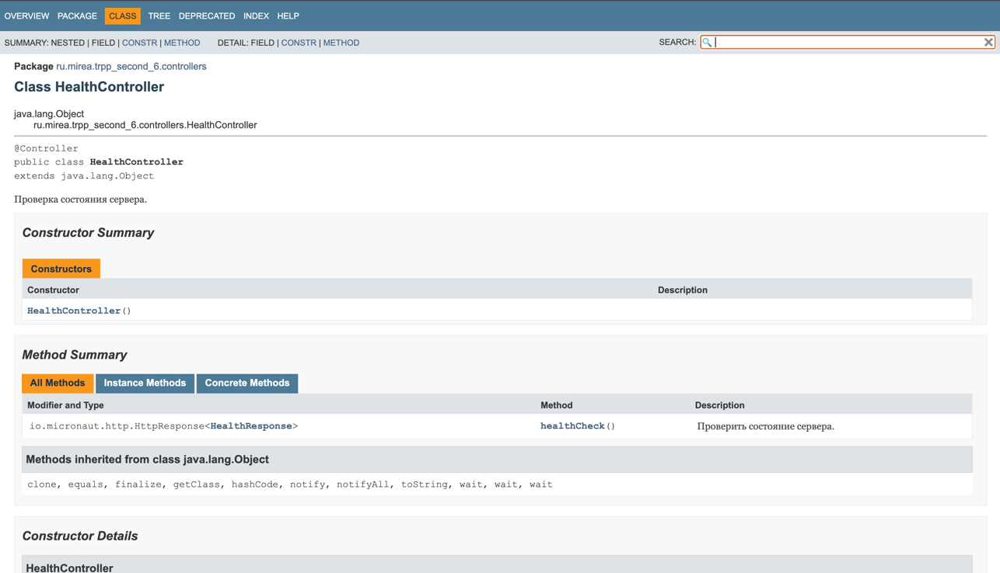 OVERVIEW PACKAGE CLASS TREE DEPRECATED INDEX HELP
SUMMARY: NESTED | FIELD | CONSTR | METHOD DETAIL: FIELD | CONSTR | METHOD SEARCH:
Package ru.mirea.trpp_second_6.controllers
Class HealthController
java.lang.Object
ru.mirea.trpp_second_6.controllers.HealthController
@Controller
public class HealthController
extends java.lang.Object
Проверка состояния сервера.
Constructor Summary
Constructors
Constructor Description
HealthController()
Method Summary
All Methods Instance Methods Concrete Methods
Modifier and Type Method Description
io.micronaut.http.HttpResponse<HealthResponse> healthCheck() Проверить состояние сервера.
Methods inherited from class java.lang.Object
clone, equals, finalize, getClass, hashCode, notify, notifyAll, toString, wait, wait, wait
Constructor Details
HealthController